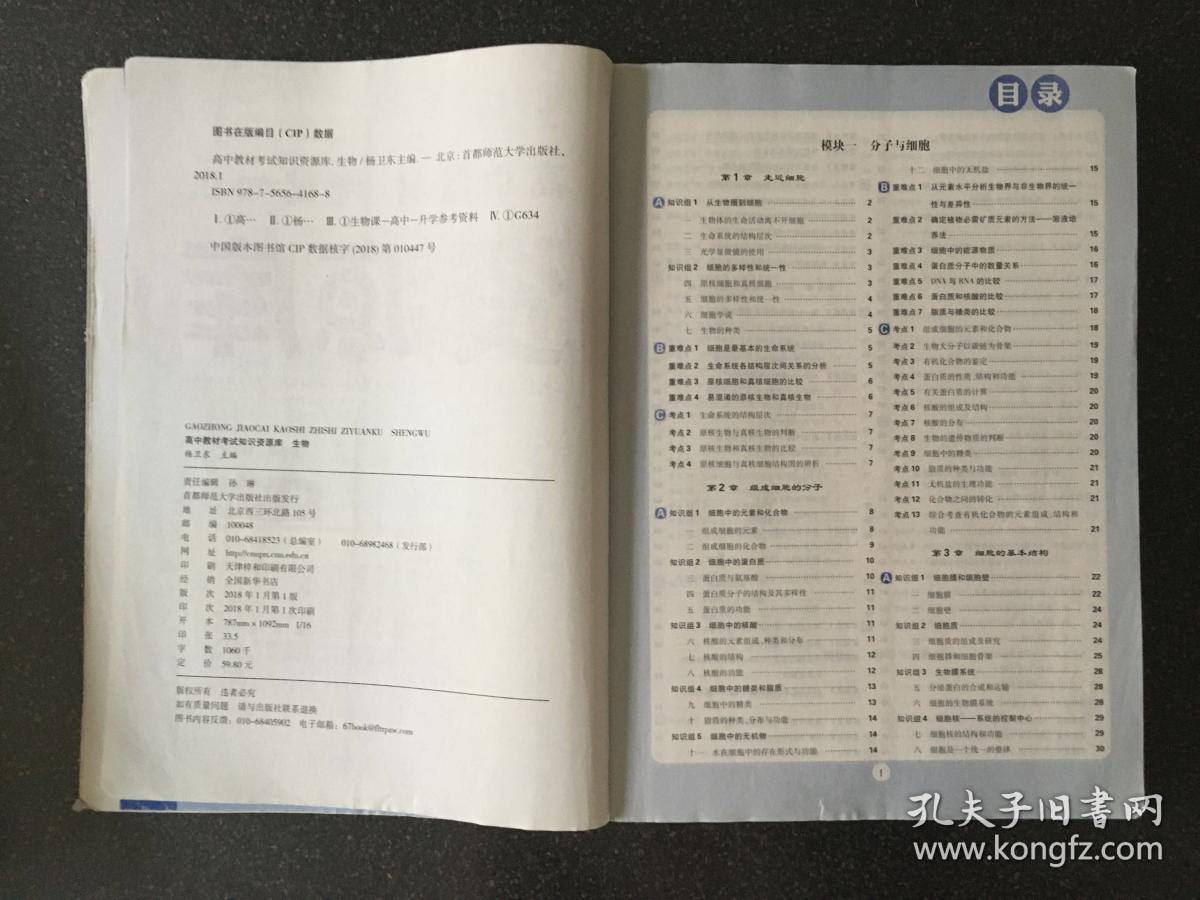 图书在版编目(CIP)数据
高中教材考试知识资源库.生物/杨卫东主编.—北京:首都师范大学出版社,
2018.1
ISBN 978-7-5656-4168-8
Ⅰ.①高… Ⅱ.①杨… Ⅲ.①生物课-高中-升学参考资料 Ⅳ.①G634
中国版本图书馆CIP数据核字(2018)第010447号
GAOZHONG JIAOCAI KAOSHI ZHISHI ZIYUANKU SHENGWU
高中教材考试知识资源库 生物
杨卫东 主编
责任编辑 孙琳
首都师范大学出版社出版发行
地 址 北京西三环北路105号
邮 编 100048
电 话 010-68418523(总编室) 010-68982468(发行部)
网 址 http://cnupn.cnu.edu.cn
印 刷 天津梓和印刷有限公司
经 销 全国新华书店
版 次 2018年1月第1版
印 次 2018年1月第1次印刷
开 本 787mm×1092mm 1/16
印 张 33.5
字 数 1060千
定 价 59.80元
版权所有 违者必究
如有质量问题 请与出版社联系退换
图书内容反馈:010-68405902 电子邮箱:67book@fltrpaw.com
目录
模块一 分子与细胞
第1章 走近细胞
A 知识组1 从生物圈到细胞 2
一 生物体的生命活动离不开细胞 2
二 生命系统的结构层次 2
三 光学显微镜的使用 3
知识组2 细胞的多样性和统一性 3
四 原核细胞和真核细胞 3
五 细胞的多样性和统一性 4
六 细胞学说 4
七 生物的种类 5
B 重难点1 细胞是最基本的生命系统 5
重难点2 生命系统各结构层次间关系的分析 5
重难点3 原核细胞和真核细胞的比较 6
重难点4 易混淆的原核生物和真核生物 6
C 考点1 生命系统的结构层次 7
考点2 原核生物与真核生物的判断 7
考点3 原核生物和真核生物的比较 7
考点4 原核细胞与真核细胞结构图的辨析 7
第2章 组成细胞的分子
A 知识组1 细胞中的元素和化合物 8
一 组成细胞的元素 8
二 组成细胞的化合物 9
知识组2 细胞中的蛋白质 10
三 蛋白质与氨基酸 10
四 蛋白质分子的结构及其多样性 11
五 蛋白质的功能 11
知识组3 细胞中的核酸 11
六 核酸的元素组成、种类和分布 11
七 核酸的结构 12
八 核酸的功能 12
知识组4 细胞中的糖类和脂质 13
九 细胞中的糖类 13
十 脂质的种类、分布与功能 14
知识组5 细胞中的无机物 14
十一 水在细胞中的存在形式与功能 14
十二 细胞中的无机盐 15
B 重难点1 从元素水平分析生物界与非生物界的统一
性与差异性 15
重难点2 确定植物必需矿质元素的方法——溶液培
养法 15
重难点3 细胞中的能源物质 16
重难点4 蛋白质分子中的数量关系 16
重难点5 DNA与RNA的比较 17
重难点6 蛋白质和核酸的比较 17
重难点7 脂质与糖类的比较 18
C 考点1 组成细胞的元素和化合物 18
考点2 生物大分子以碳链为骨架 19
考点3 有机化合物的鉴定 19
考点4 蛋白质的性质、结构和功能 19
考点5 有关蛋白质的计算 20
考点6 核酸的组成及结构 20
考点7 核酸的分布 20
考点8 生物的遗传物质的判断 20
考点9 细胞中的糖类 20
考点10 脂质的种类与功能 21
考点11 无机盐的生理功能 21
考点12 化合物之间的转化 21
考点13 综合考查有机化合物的元素组成、结构和
功能 21
第3章 细胞的基本结构
A 知识组1 细胞膜和细胞壁 22
一 细胞膜 22
二 细胞壁 24
知识组2 细胞质 24
三 细胞质的组成及研究 24
四 细胞器和细胞骨架 25
知识组3 生物膜系统 28
五 分泌蛋白的合成和运输 28
六 细胞的生物膜系统 28
知识组4 细胞核——系统的控制中心 29
七 细胞核的结构和功能 29
八 细胞是一个统一的整体 30
1
孔夫子旧书网
www.kongfz.com